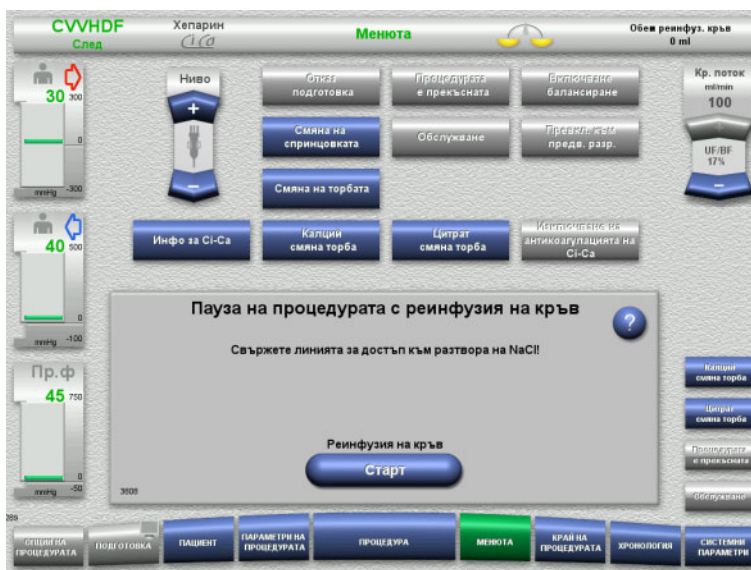 CVVHDF
След
Хепарин
Ci Ca
Менюта
Обем реинфуз. кръв
0 ml
30 300
0
mmHg -300
40 500
0
mmHg -100
Пр.ф
45 750
0
mmHg -50
Ниво
+
−
Отказ
подготовка
Процедурата
е прекъсната
Включване
балансиране
Смяна на
спринцовката
Обслужване
Превкл. към
предв. разр.
Смяна на торбата
Инфо за Ci-Ca
Калции
смяна торба
Цитрат
смяна торба
Изключване на
антикоагулацията на
Ci-Ca
Кр. поток
ml/min
100
+
UF/BF
17%
−
Пауза на процедурата с реинфузия на кръв
?
Свържете линията за достъп към разтвора на NaCl!
Реинфузия на кръв
Старт
3608
Калции
смяна торба
Цитрат
смяна торба
Процедурата
е прекъсната
Обслужване
ОПЦИИ НА
ПРОЦЕДУРАТА
ПОДГОТОВКА
ПАЦИЕНТ
ПАРАМЕТРИ НА
ПРОЦЕДУРАТА
ПРОЦЕДУРА
МЕНЮТА
КРАЙ НА
ПРОЦЕДУРАТА
ХРОНОЛОГИЯ
СИСТЕМНИ
ПАРАМЕТРИ